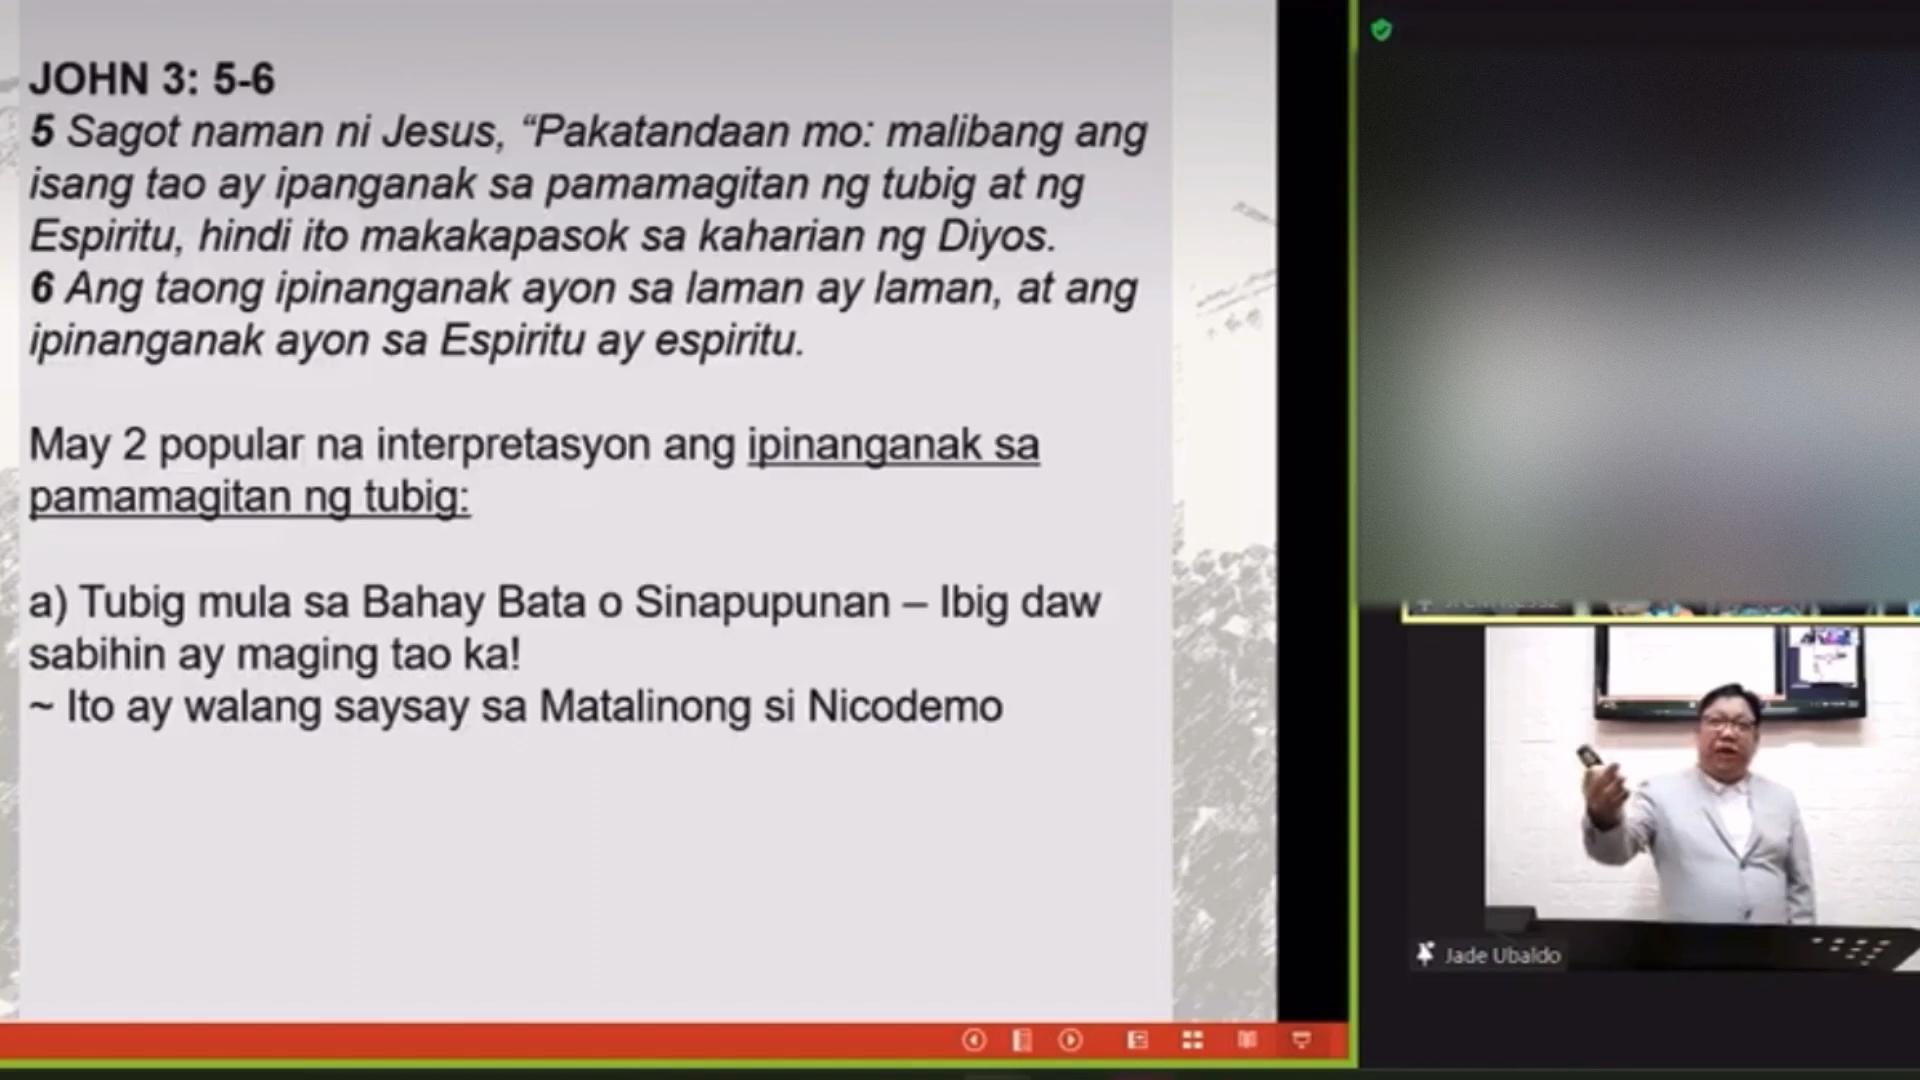 JOHN 3: 5-6
5 Sagot naman ni Jesus, “Pakatandaan mo: malibang ang
isang tao ay ipanganak sa pamamagitan ng tubig at ng
Espiritu, hindi ito makakapasok sa kaharian ng Diyos.
6 Ang taong ipinanganak ayon sa laman ay laman, at ang
ipinanganak ayon sa Espiritu ay espiritu.
May 2 popular na interpretasyon ang ipinanganak sa
pamamagitan ng tubig:
a) Tubig mula sa Bahay Bata o Sinapupunan – Ibig daw
sabihin ay maging tao ka!
~ Ito ay walang saysay sa Matalinong si Nicodemo
Jade Ubaldo